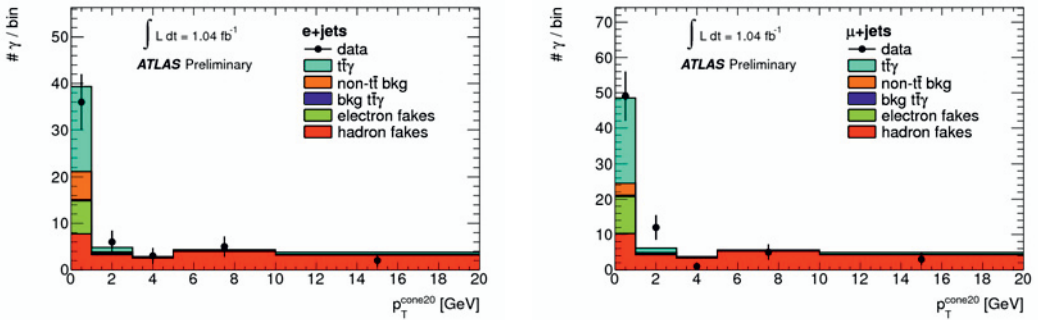 # γ / bin
50
40
30
20
10
0
∫ L dt = 1.04 fb⁻¹
ATLAS Preliminary
e+jets
data
tt̄γ
non-tt̄ bkg
bkg tt̄γ
electron fakes
hadron fakes
0 2 4 6 8 10 12 14 16 18 20
p_T^cone20 [GeV]
# γ / bin
70
60
50
40
30
20
10
0
∫ L dt = 1.04 fb⁻¹
ATLAS Preliminary
μ+jets
data
tt̄γ
non-tt̄ bkg
bkg tt̄γ
electron fakes
hadron fakes
0 2 4 6 8 10 12 14 16 18 20
p_T^cone20 [GeV]